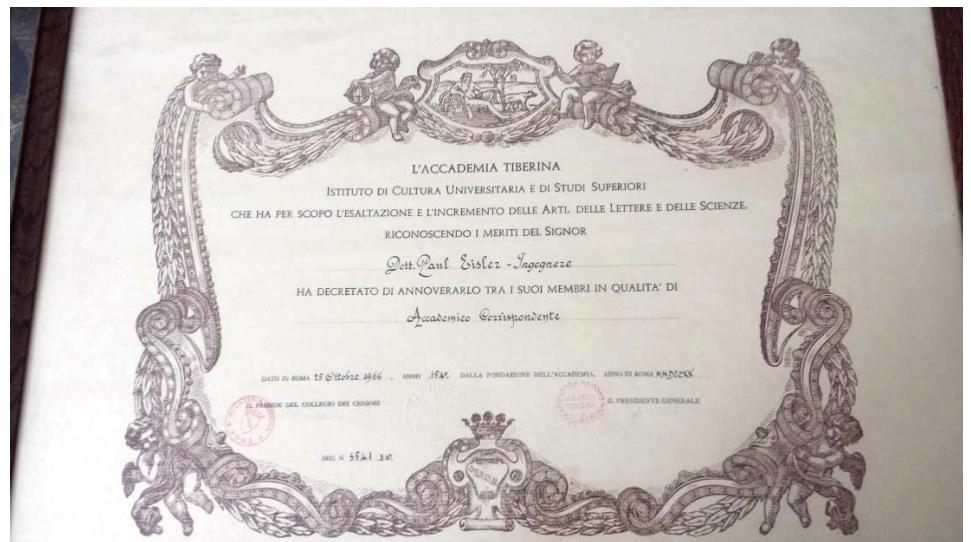 L'ACCADEMIA TIBERINA
ISTITUTO DI CULTURA UNIVERSITARIA E DI STUDI SUPERIORI
CHE HA PER SCOPO L'ESALTAZIONE E L'INCREMENTO DELLE ARTI, DELLE LETTERE E DELLE SCIENZE,
RICONOSCENDO I MERITI DEL SIGNOR
Dott. Paul Eisler - Ingegnere
HA DECRETATO DI ANNOVERARLO TRA I SUOI MEMBRI IN QUALITA' DI
Accademico Corrispondente
DATO IN ROMA 25 Ottobre 1966. ANNO 154º DALLA FONDAZIONE DELL'ACCADEMIA, ANNO DI ROMA MMDCCXX
IL PRESIDE DEL COLLEGIO DEI CENSORI IL PRESIDENTE GENERALE
ROMA
REG. N.